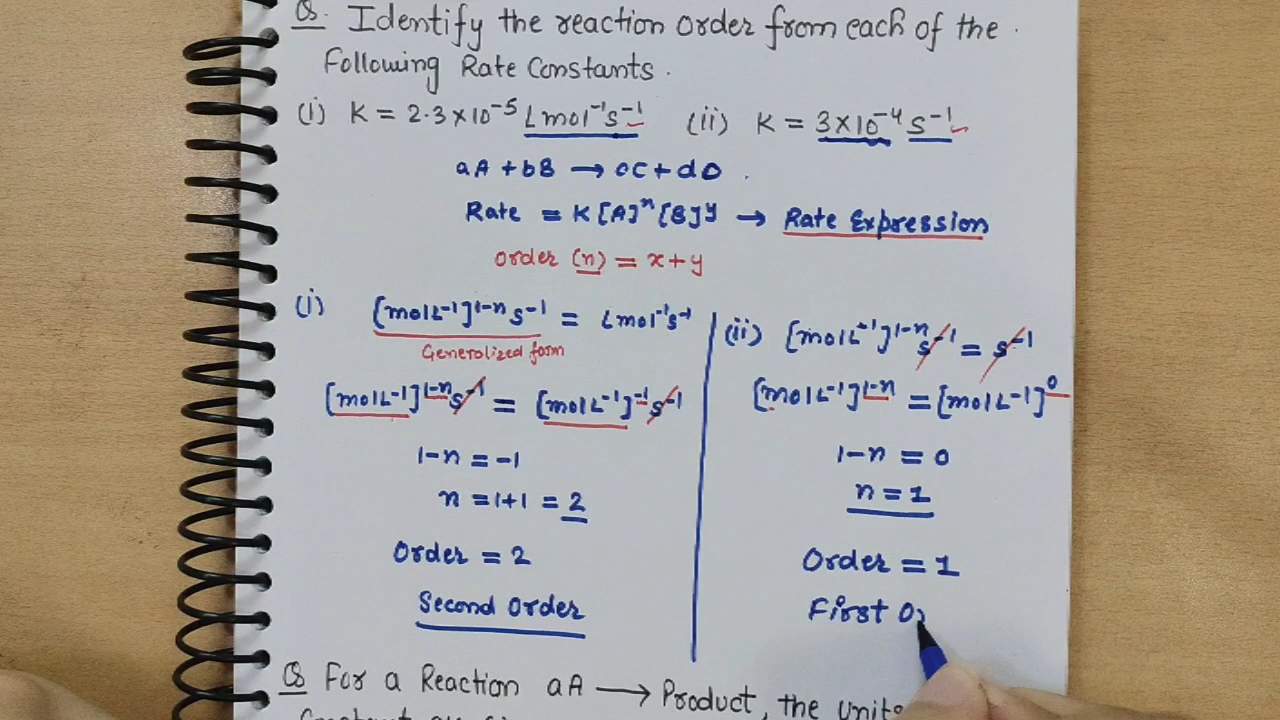 Q. Identify the reaction order from each of the
Following Rate Constants.
(i) K = 2.3×10⁻⁵ L mol⁻¹s⁻¹ (ii) K = 3×10⁻⁴ s⁻¹
aA + bB → cC + dD.
Rate = K [A]ⁿ [B]ʸ → Rate Expression
order (n) = x+y
(i) [mol L⁻¹]¹⁻ⁿ s⁻¹ = L mol⁻¹s⁻¹
Generalized form
[mol L⁻¹]¹⁻ⁿ s⁻¹ = [mol L⁻¹]⁻¹ s⁻¹
1-n = -1
n = 1+1 = 2
Order = 2
Second Order
(ii) [mol L⁻¹]¹⁻ⁿ s⁻¹ = s⁻¹
[mol L⁻¹]¹⁻ⁿ = [mol L⁻¹]⁰
1-n = 0
n = 1
Order = 1
First O
Q For a Reaction aA → Product, the units